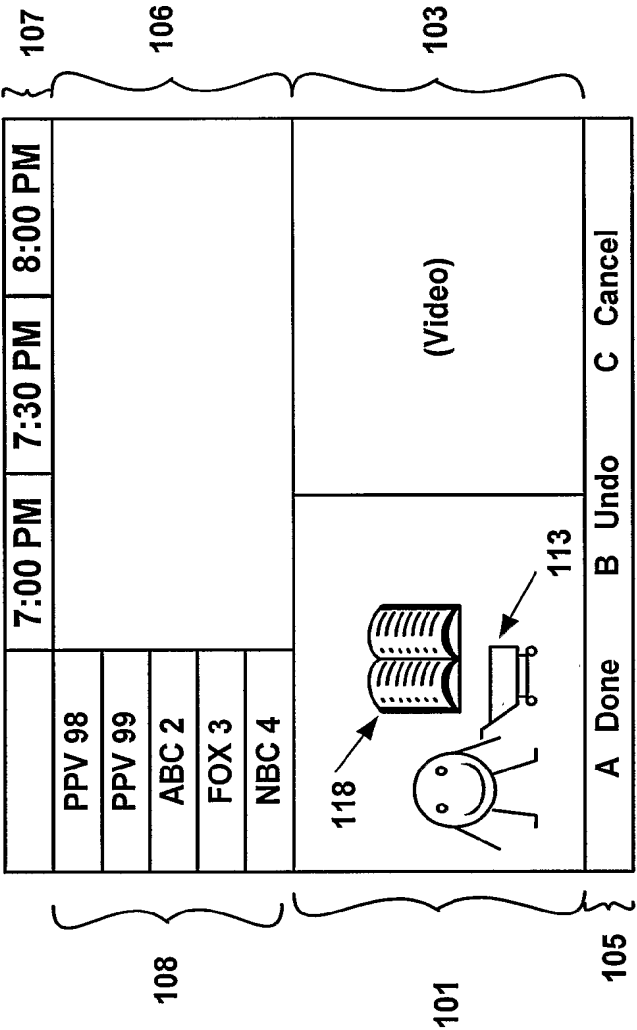 107
7:00 PM 7:30 PM 8:00 PM
108
PPV 98
PPV 99
ABC 2
FOX 3
NBC 4
106
101
118
113
(Video)
103
105
A Done B Undo C Cancel